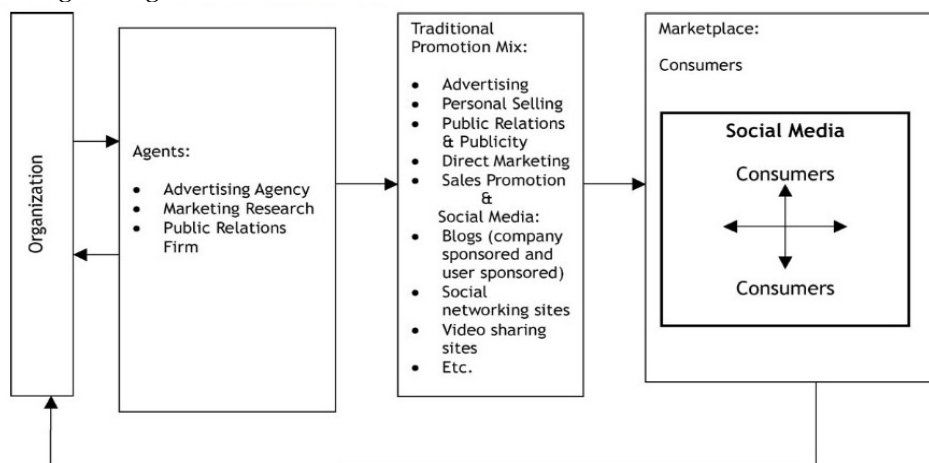 Organization
Agents:
• Advertising Agency
• Marketing Research
• Public Relations
Firm
Traditional
Promotion Mix:
• Advertising
• Personal Selling
• Public Relations
& Publicity
• Direct Marketing
• Sales Promotion
&
Social Media:
• Blogs (company
sponsored and
user sponsored)
• Social
networking sites
• Video sharing
sites
• Etc.
Marketplace:
Consumers
Social Media
Consumers
Consumers